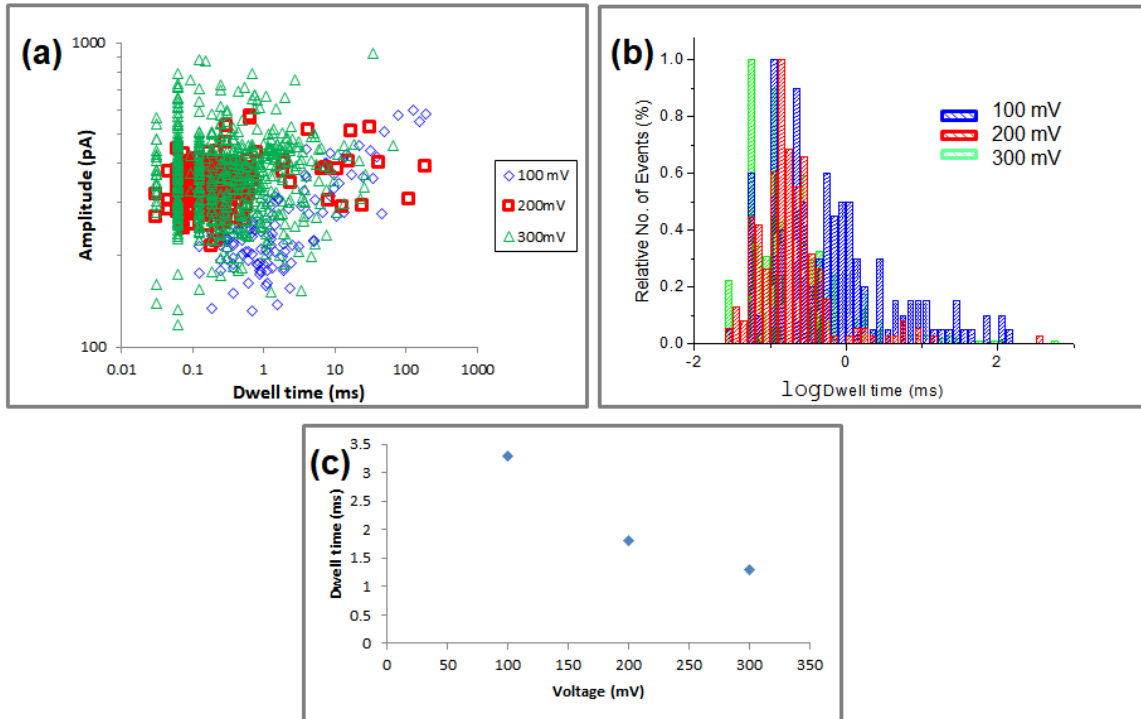 (a)
1000
100
Amplitude (pA)
0.01 0.1 1 10 100 1000
Dwell time (ms)
100 mV
200mV
300mV
(b)
1.0
0.8
0.6
0.4
0.2
0.0
Relative No. of Events (%)
-2 0 2
logDwell time (ms)
100 mV
200 mV
300 mV
(c)
3.5
3
2.5
2
1.5
1
0.5
0
Dwell time (ms)
0 50 100 150 200 250 300 350
Voltage (mV)